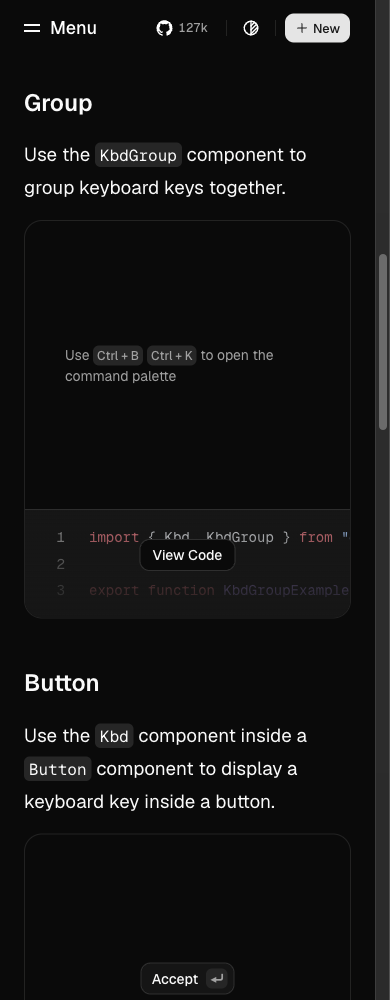 Menu 127k + New
Group
Use the KbdGroup component to
group keyboard keys together.
Use Ctrl + B Ctrl + K to open the
command palette
1 import { Kbd, KbdGroup } from "
2
View Code
3 export function KbdGroupExample
Button
Use the Kbd component inside a
Button component to display a
keyboard key inside a button.
Accept ⏎